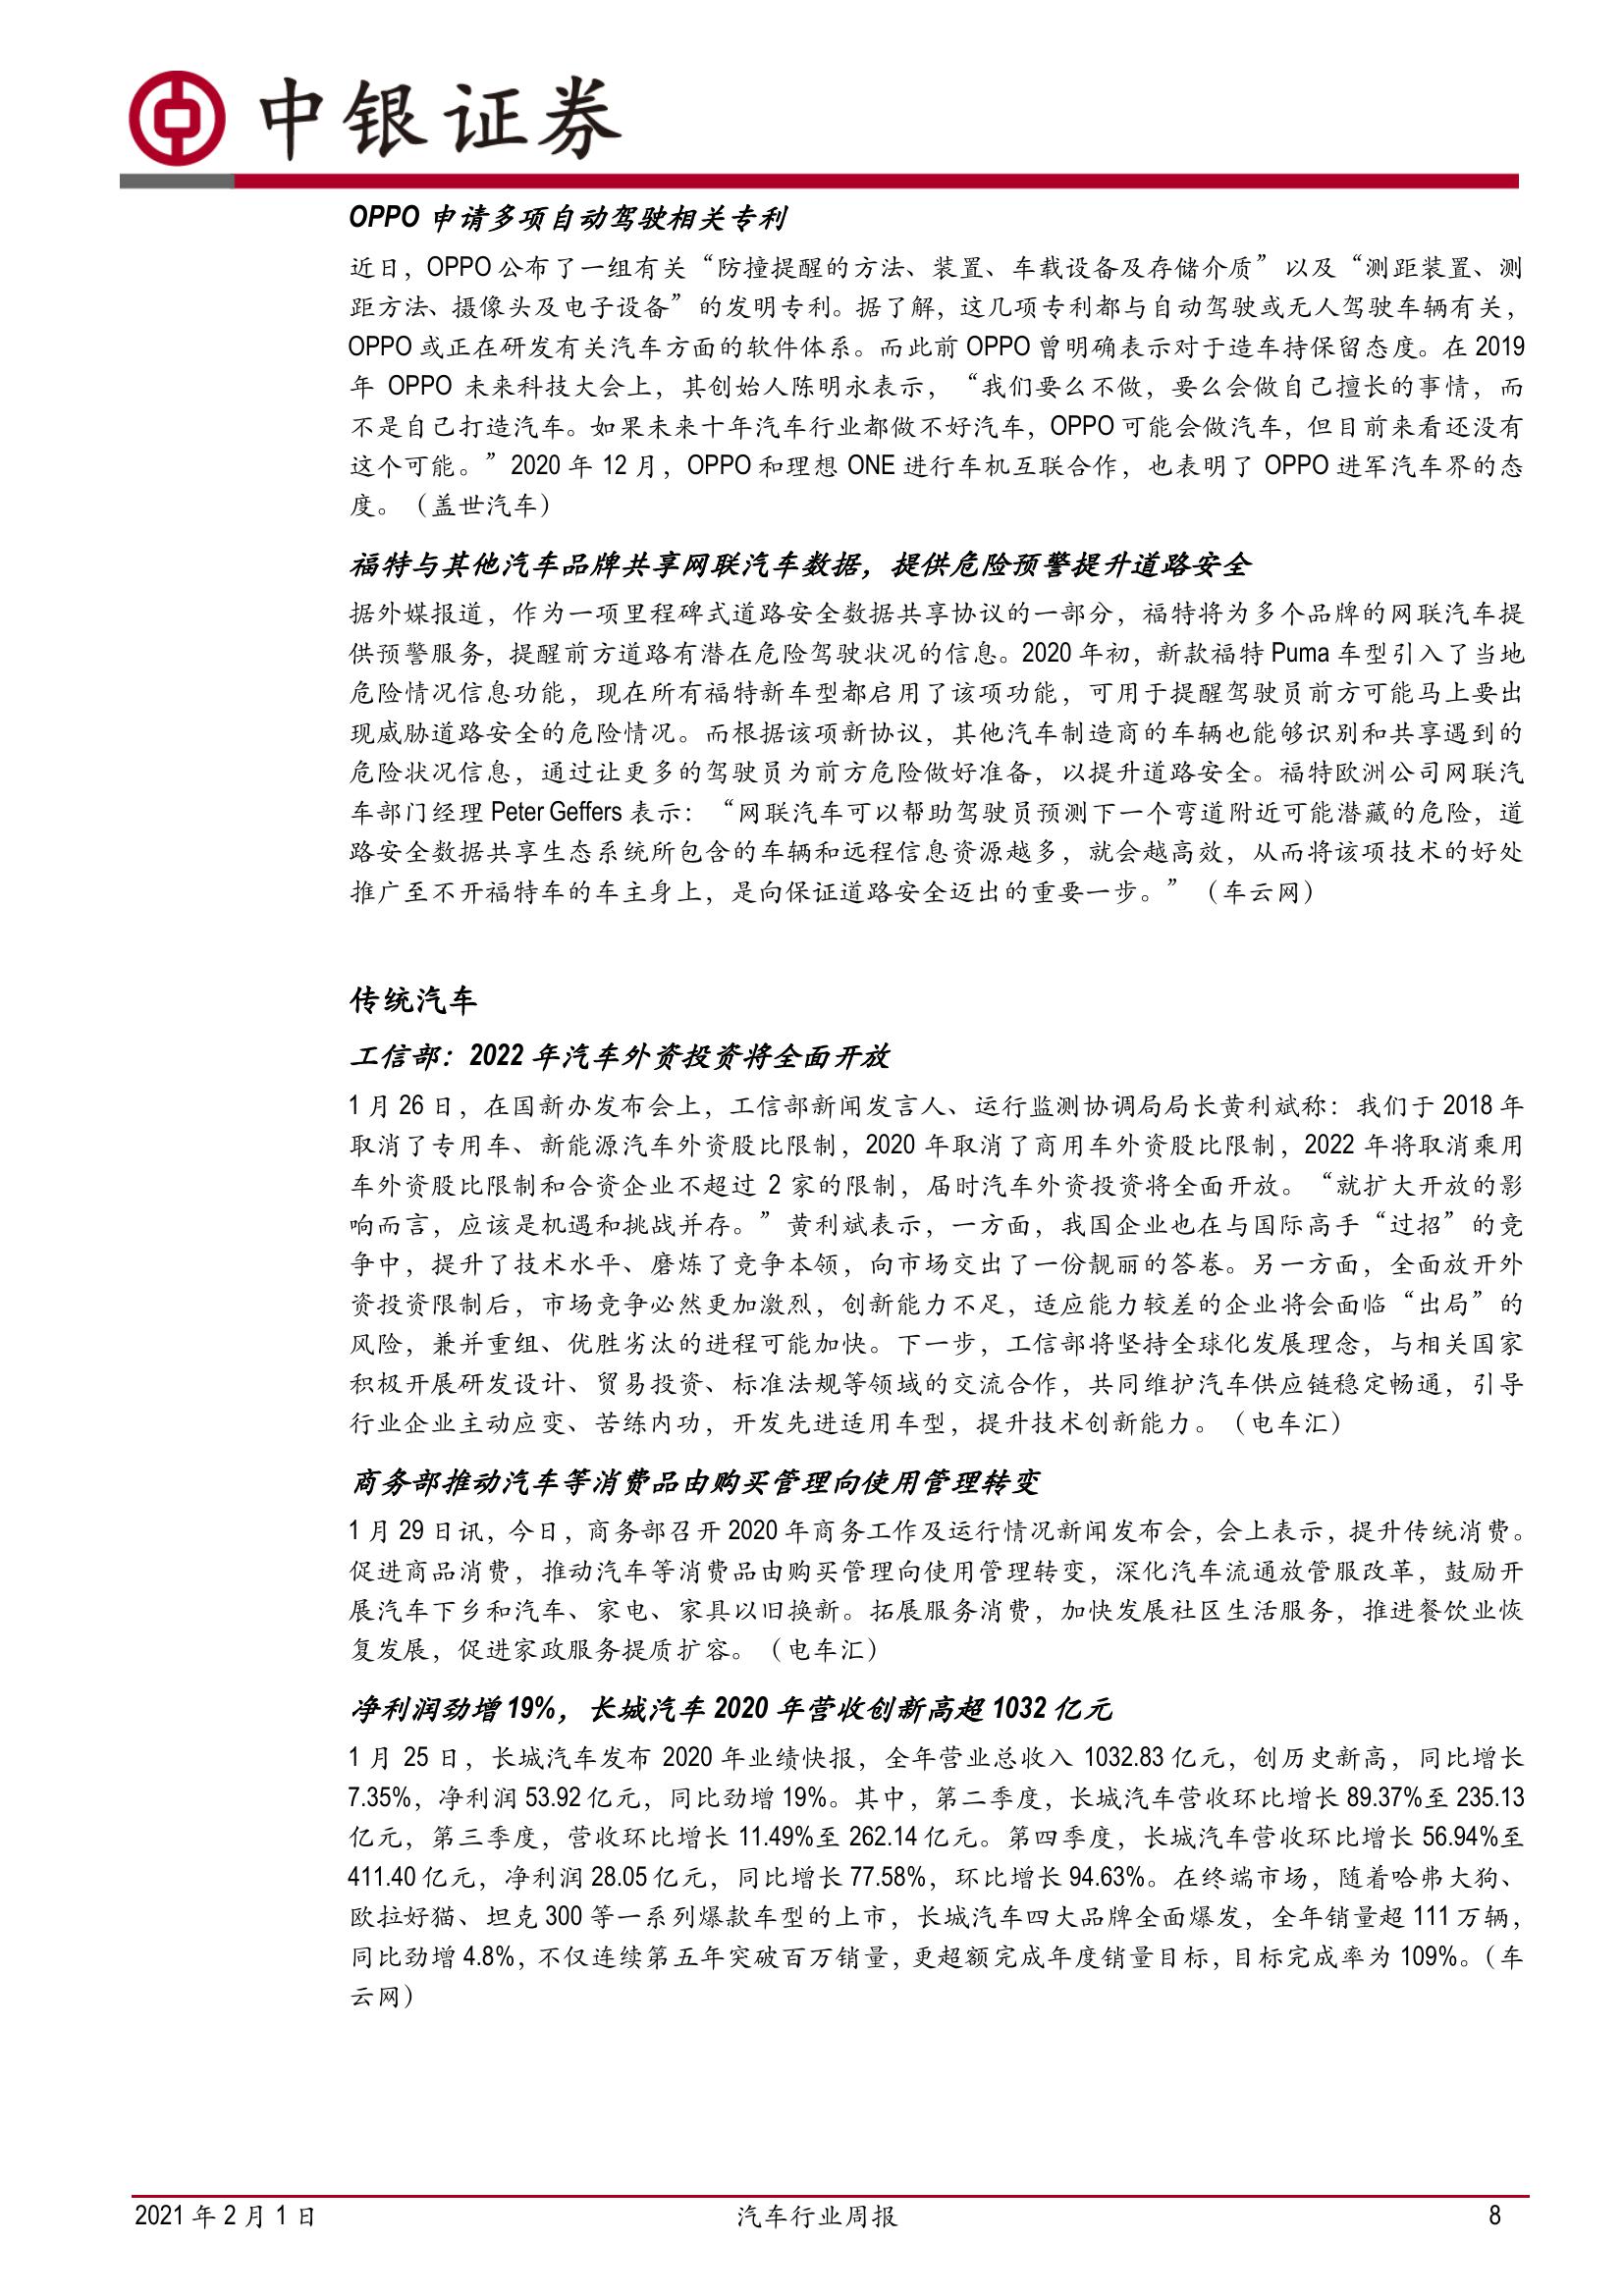 中银证券
OPPO 申请多项自动驾驶相关专利
近日，OPPO 公布了一组有关“防撞提醒的方法、装置、车载设备及存储介质”以及“测距装置、测
距方法、摄像头及电子设备”的发明专利。据了解，这几项专利都与自动驾驶或无人驾驶车辆有关，
OPPO 或正在研发有关汽车方面的软件体系。而此前 OPPO 曾明确表示对于造车持保留态度。在 2019
年 OPPO 未来科技大会上，其创始人陈明永表示，“我们要么不做，要么会做自己擅长的事情，而
不是自己打造汽车。如果未来十年汽车行业都做不好汽车，OPPO 可能会做汽车，但目前来看还没有
这个可能。”2020 年 12 月，OPPO 和理想 ONE 进行车机互联合作，也表明了 OPPO 进军汽车界的态
度。（盖世汽车）
福特与其他汽车品牌共享网联汽车数据，提供危险预警提升道路安全
据外媒报道，作为一项里程碑式道路安全数据共享协议的一部分，福特将为多个品牌的网联汽车提
供预警服务，提醒前方道路有潜在危险驾驶状况的信息。2020 年初，新款福特 Puma 车型引入了当地
危险情况信息功能，现在所有福特新车型都启用了该项功能，可用于提醒驾驶员前方可能马上要出
现威胁道路安全的危险情况。而根据该项新协议，其他汽车制造商的车辆也能够识别和共享遇到的
危险状况信息，通过让更多的驾驶员为前方危险做好准备，以提升道路安全。福特欧洲公司网联汽
车部门经理 Peter Geffers 表示：“网联汽车可以帮助驾驶员预测下一个弯道附近可能潜藏的危险，道
路安全数据共享生态系统所包含的车辆和远程信息资源越多，就会越高效，从而将该项技术的好处
推广至不开福特车的车主身上，是向保证道路安全迈出的重要一步。”（车云网）
传统汽车
工信部：2022 年汽车外资投资将全面开放
1 月 26 日，在国新办发布会上，工信部新闻发言人、运行监测协调局局长黄利斌称：我们于 2018 年
取消了专用车、新能源汽车外资股比限制，2020 年取消了商用车外资股比限制，2022 年将取消乘用
车外资股比限制和合资企业不超过 2 家的限制，届时汽车外资投资将全面开放。“就扩大开放的影
响而言，应该是机遇和挑战并存。”黄利斌表示，一方面，我国企业也在与国际高手“过招”的竞
争中，提升了技术水平、磨炼了竞争本领，向市场交出了一份靓丽的答卷。另一方面，全面放开外
资投资限制后，市场竞争必然更加激烈，创新能力不足，适应能力较差的企业将会面临“出局”的
风险，兼并重组、优胜劣汰的进程可能加快。下一步，工信部将坚持全球化发展理念，与相关国家
积极开展研发设计、贸易投资、标准法规等领域的交流合作，共同维护汽车供应链稳定畅通，引导
行业企业主动应变、苦练内功，开发先进适用车型，提升技术创新能力。（电车汇）
商务部推动汽车等消费品由购买管理向使用管理转变
1 月 29 日讯，今日，商务部召开 2020 年商务工作及运行情况新闻发布会，会上表示，提升传统消费。
促进商品消费，推动汽车等消费品由购买管理向使用管理转变，深化汽车流通放管服改革，鼓励开
展汽车下乡和汽车、家电、家具以旧换新。拓展服务消费，加快发展社区生活服务，推进餐饮业恢
复发展，促进家政服务提质扩容。（电车汇）
净利润劲增 19%，长城汽车 2020 年营收创新高超 1032 亿元
1 月 25 日，长城汽车发布 2020 年业绩快报，全年营业总收入 1032.83 亿元，创历史新高，同比增长
7.35%，净利润 53.92 亿元，同比劲增 19%。其中，第二季度，长城汽车营收环比增长 89.37%至 235.13
亿元，第三季度，营收环比增长 11.49%至 262.14 亿元。第四季度，长城汽车营收环比增长 56.94%至
411.40 亿元，净利润 28.05 亿元，同比增长 77.58%，环比增长 94.63%。在终端市场，随着哈弗大狗、
欧拉好猫、坦克 300 等一系列爆款车型的上市，长城汽车四大品牌全面爆发，全年销量超 111 万辆，
同比劲增 4.8%，不仅连续第五年突破百万销量，更超额完成年度销量目标，目标完成率为 109%。（车
云网）
2021 年 2 月 1 日 汽车行业周报 8